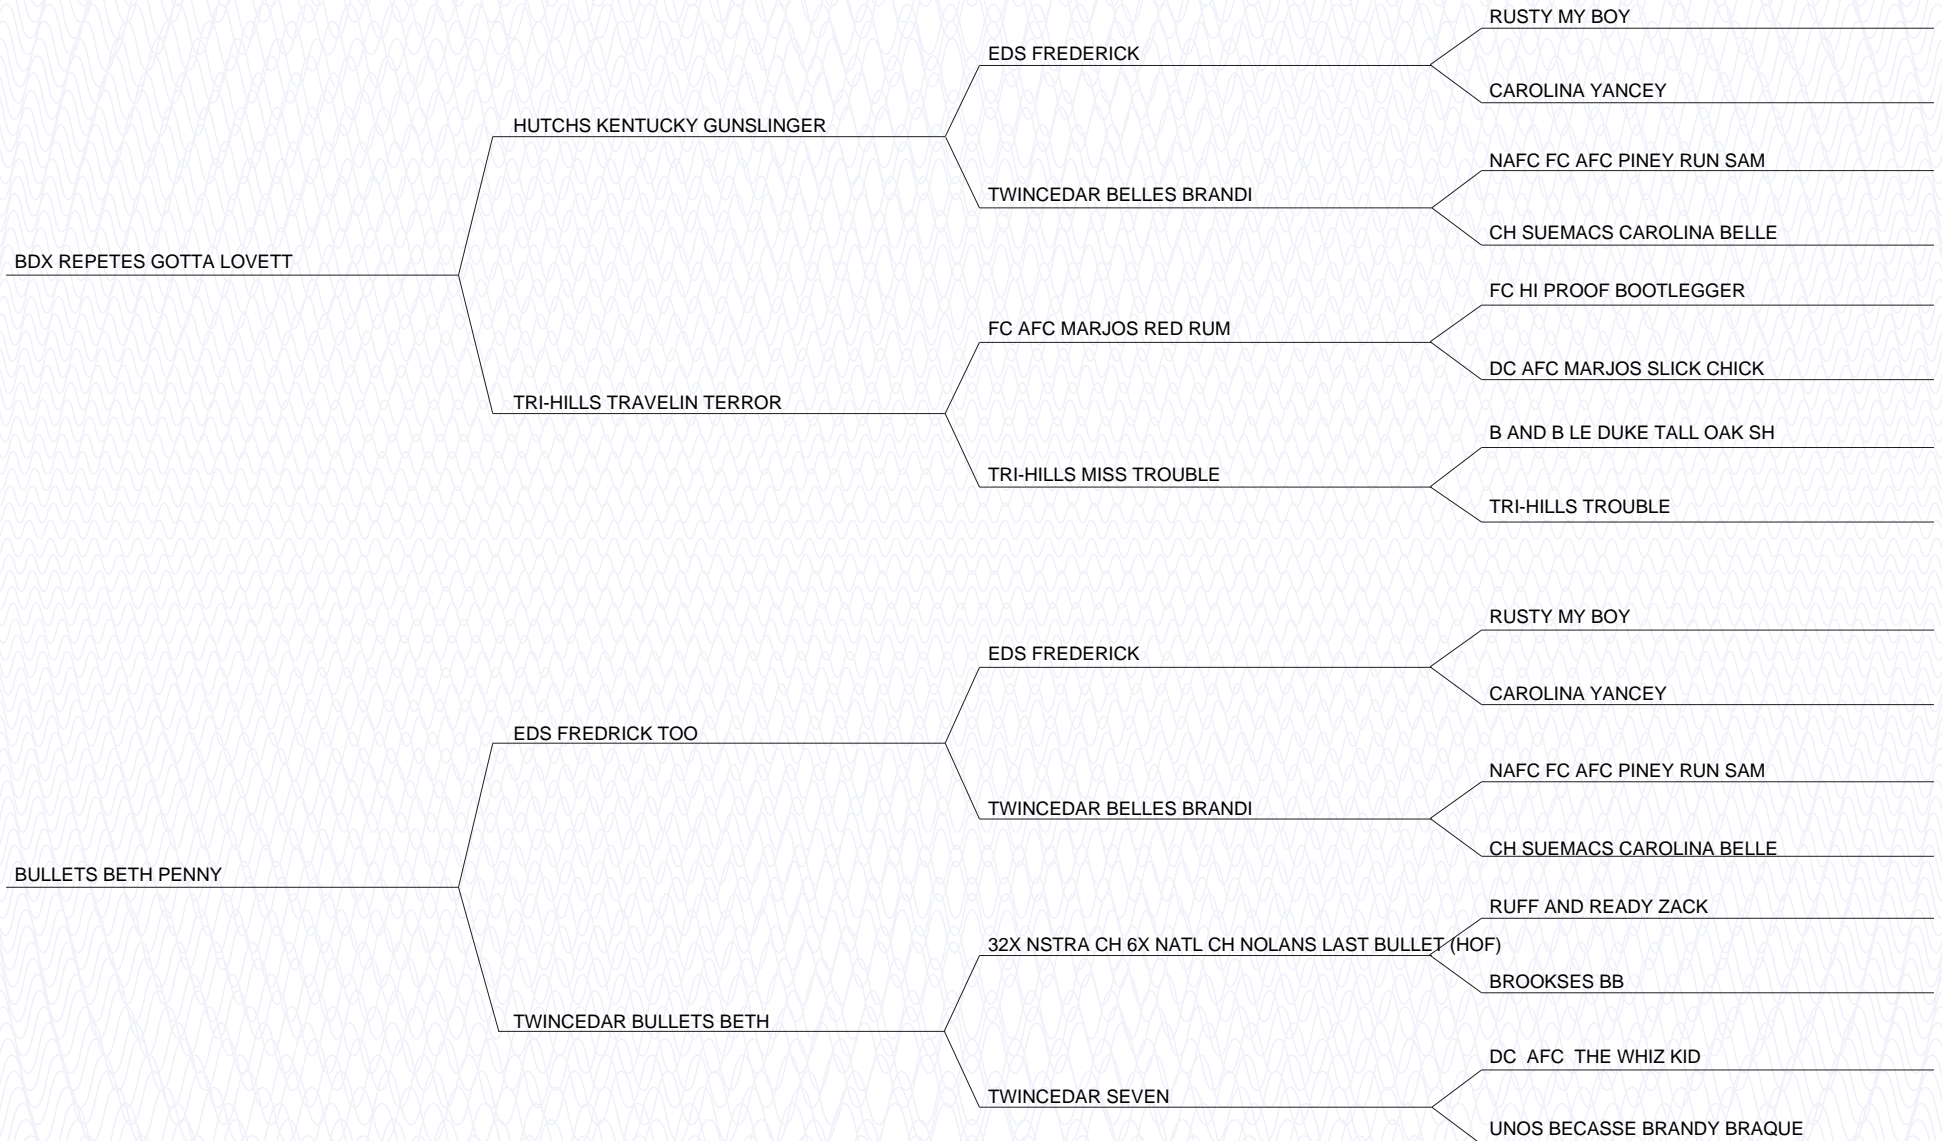 RUSTY MY BOY
EDS FREDERICK
CAROLINA YANCEY
HUTCHS KENTUCKY GUNSLINGER
NAFC FC AFC PINEY RUN SAM
TWINCEDAR BELLES BRANDI
CH SUEMACS CAROLINA BELLE
BDX REPETES GOTTA LOVETT
FC HI PROOF BOOTLEGGER
FC AFC MARJOS RED RUM
DC AFC MARJOS SLICK CHICK
TRI-HILLS TRAVELIN TERROR
B AND B LE DUKE TALL OAK SH
TRI-HILLS MISS TROUBLE
TRI-HILLS TROUBLE
RUSTY MY BOY
EDS FREDERICK
CAROLINA YANCEY
EDS FREDRICK TOO
NAFC FC AFC PINEY RUN SAM
TWINCEDAR BELLES BRANDI
CH SUEMACS CAROLINA BELLE
BULLETS BETH PENNY
RUFF AND READY ZACK
32X NSTRA CH 6X NATL CH NOLANS LAST BULLET (HOF)
BROOKSES BB
TWINCEDAR BULLETS BETH
DC  AFC  THE WHIZ KID
TWINCEDAR SEVEN
UNOS BECASSE BRANDY BRAQUE